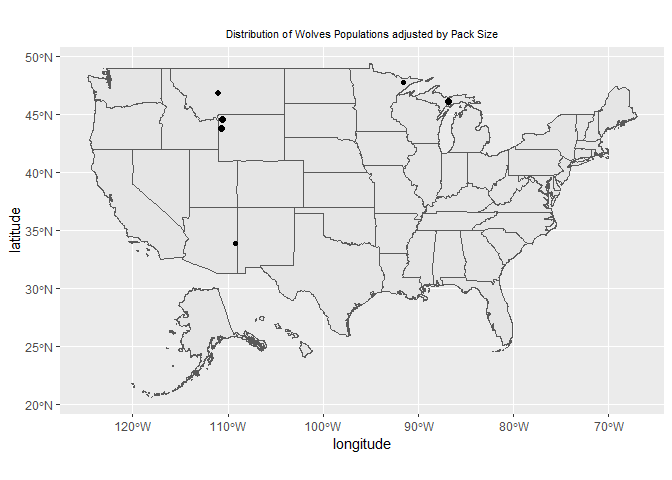 Distribution of Wolves Populations adjusted by Pack Size
50°N
45°N
40°N
35°N
30°N
25°N
20°N
latitude
120°W 110°W 100°W 90°W 80°W 70°W
longitude